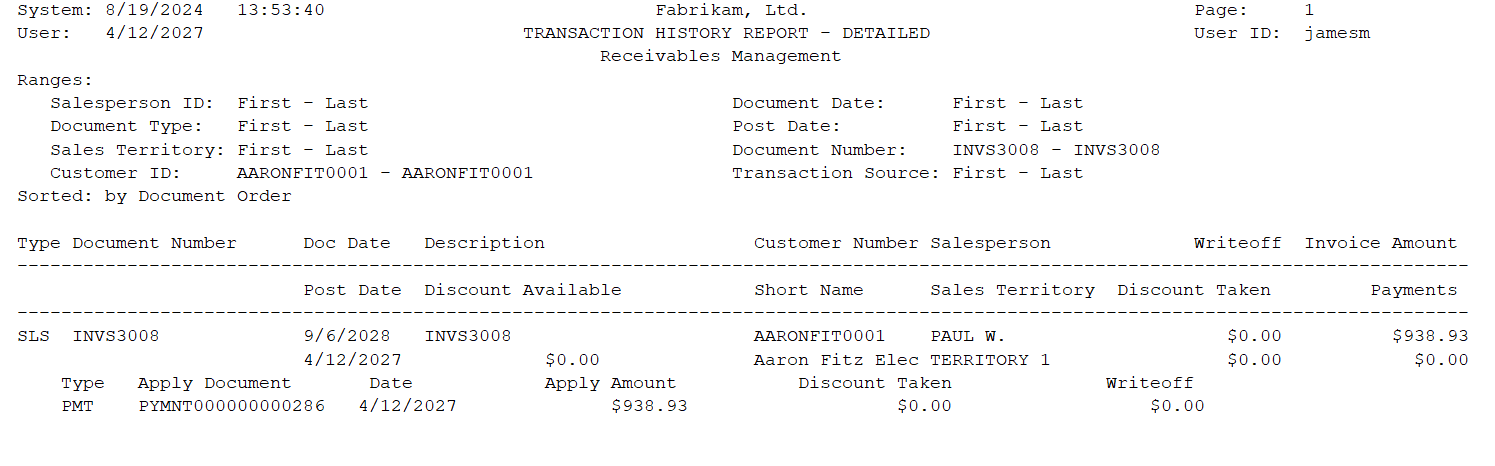 System: 8/19/2024 13:53:40 Fabrikam, Ltd. Page: 1
User: 4/12/2027 TRANSACTION HISTORY REPORT - DETAILED User ID: jamesm
Receivables Management
Ranges:
Salesperson ID: First - Last Document Date: First - Last
Document Type: First - Last Post Date: First - Last
Sales Territory: First - Last Document Number: INVS3008 - INVS3008
Customer ID: AARONFIT0001 - AARONFIT0001 Transaction Source: First - Last
Sorted: by Document Order
Type Document Number Doc Date Description Customer Number Salesperson Writeoff Invoice Amount
Post Date Discount Available Short Name Sales Territory Discount Taken Payments
SLS INVS3008 9/6/2028 INVS3008 AARONFIT0001 PAUL W. $0.00 $938.93
4/12/2027 $0.00 Aaron Fitz Elec TERRITORY 1 $0.00 $0.00
Type Apply Document Date Apply Amount Discount Taken Writeoff
PMT PYMNT000000000286 4/12/2027 $938.93 $0.00 $0.00